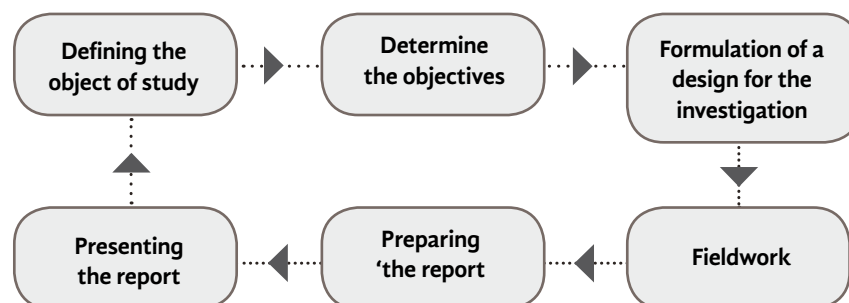 Defining the
object of study
Determine
the objectives
Formulation of a
design for the
investigation
Fieldwork
Preparing
‘the report
Presenting
the report